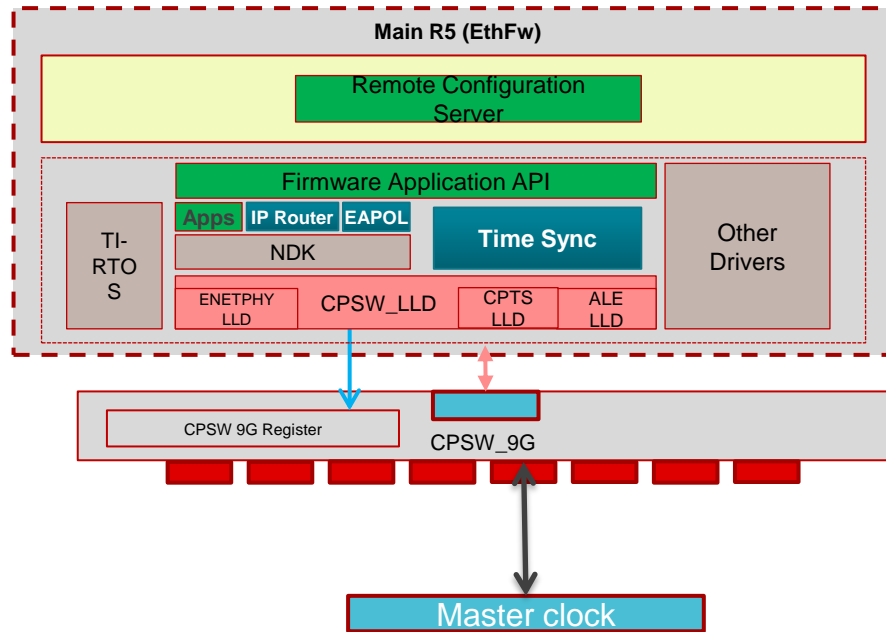 Main R5 (EthFw)
Remote Configuration
Server
Firmware Application API
Apps
IP Router
EAPOL
Time Sync
TI-
RTO
S
NDK
Other
Drivers
ENETPHY
LLD
CPSW_LLD
CPTS
LLD
ALE
LLD
CPSW 9G Register
CPSW_9G
Master clock